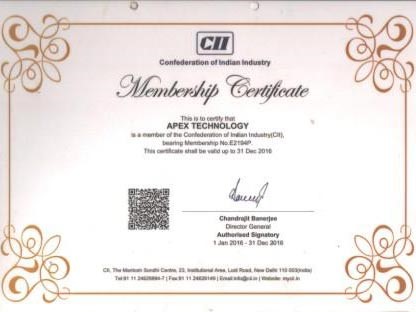 CII
Confederation of Indian Industry
Membership Certificate
This is to certify that
APEX TECHNOLOGY
is a member of the Confederation of Indian Industry(CII),
bearing Membership No.E2194P.
This certificate shall be valid up to 31 Dec 2016
Chandrajit Banerjee
Director General
Authorised Signatory
1 Jan 2016 - 31 Dec 2016
CII, The Mantosh Sondhi Centre, 23, Institutional Area, Lodi Road, New Delhi 110 003(India)
Tel:91 11 24629994-7 | Fax:91 11 24626149 | Email:info@cii.in | Website: mycii.in